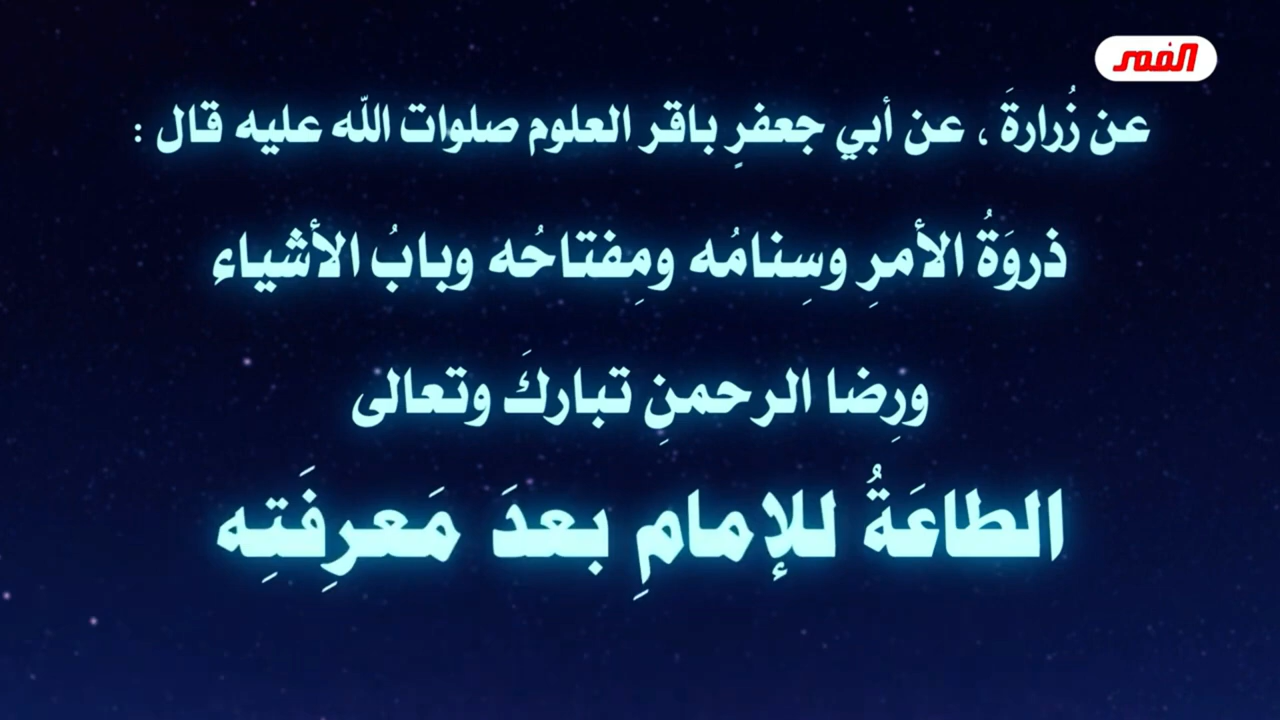 القمر
عن زُرارةَ ، عن أبي جعفرٍ باقر العلوم صلوات الله عليه قال :
ذروَةُ الأمرِ وسِنامُه ومِفتاحُه وبابُ الأشياء
ورِضا الرحمنِ تباركَ وتعالى
الطاعَةُ للإمامِ بعدَ مَعرِفَتِه